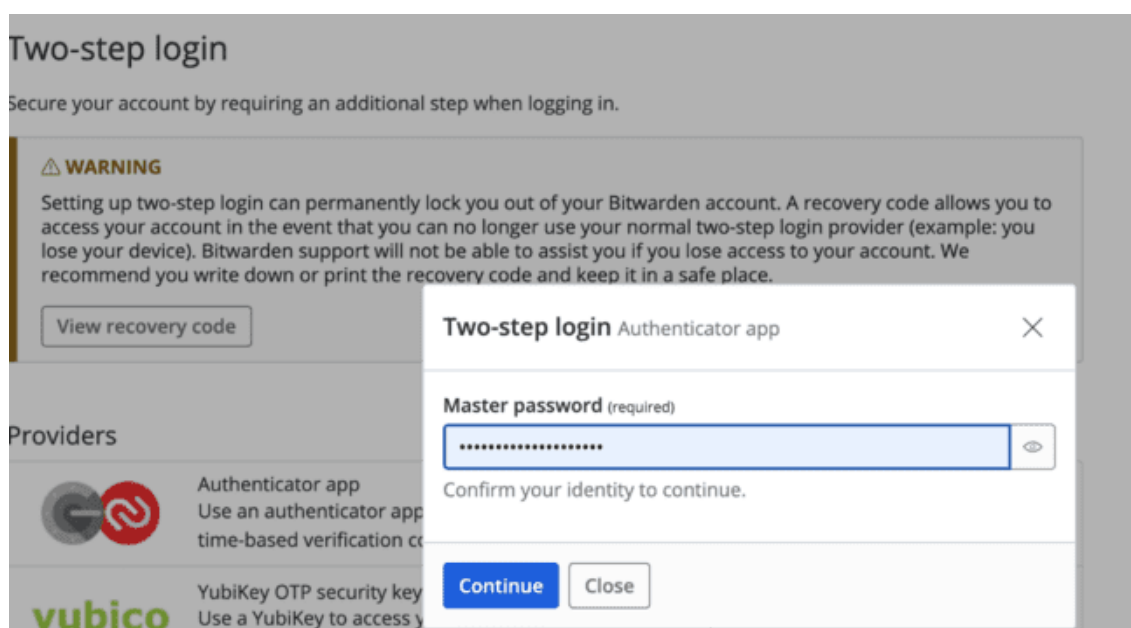 Two-step login
Secure your account by requiring an additional step when logging in.
⚠ WARNING
Setting up two-step login can permanently lock you out of your Bitwarden account. A recovery code allows you to
access your account in the event that you can no longer use your normal two-step login provider (example: you
lose your device). Bitwarden support will not be able to assist you if you lose access to your account. We
recommend you write down or print the recovery code and keep it in a safe place.
View recovery code
Two-step login Authenticator app
Master password (required)
••••••••••••••••••••
Confirm your identity to continue.
Continue
Close
Providers
Authenticator app
Use an authenticator app
time-based verification
YubiKey OTP security key
yubico
Use a YubiKey to access